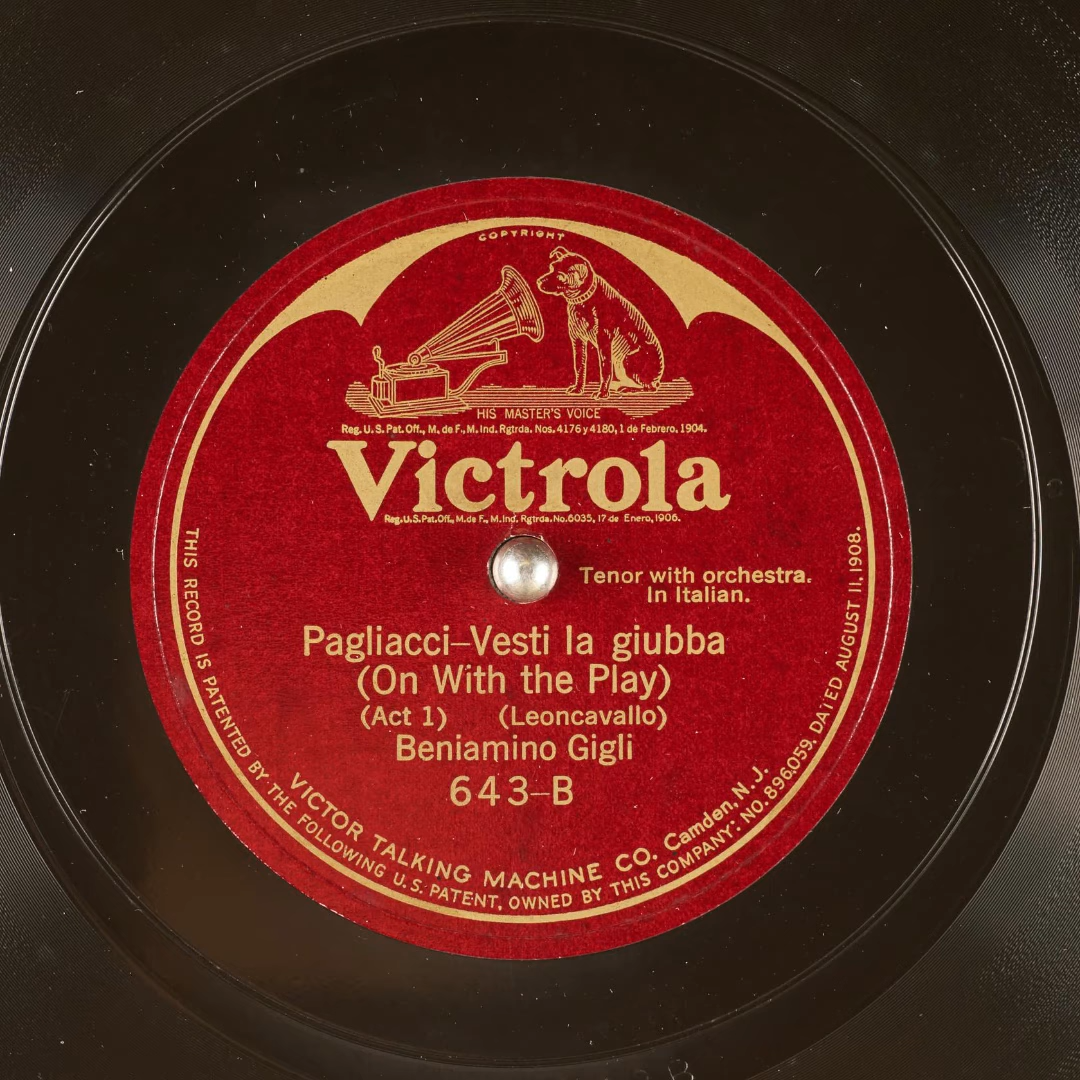 COPYRIGHT
HIS MASTER'S VOICE
Reg. U.S. Pat. Off., M. de F., M. Ind. Rgtrda. Nos. 4176 y 4180, 1 de Febrero, 1904.
Victrola
Reg. U.S. Pat. Off., M. de F., M. Ind. Rgtrda. No. 6035, 17 de Enero, 1906.
Tenor with orchestra.
In Italian.
Pagliacci–Vesti la giubba
(On With the Play)
(Act 1) (Leoncavallo)
Beniamino Gigli
643–B
VICTOR TALKING MACHINE CO. Camden, N. J.
THIS RECORD IS PATENTED BY THE FOLLOWING U.S. PATENT, OWNED BY THIS COMPANY: NO. 896,059. DATED AUGUST 11, 1908.